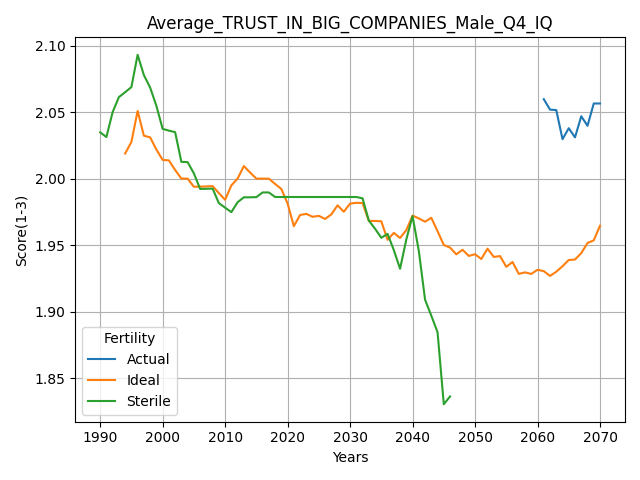 Average_TRUST_IN_BIG_COMPANIES_Male_Q4_IQ
2.10
2.05
2.00
1.95
1.90
1.85
Score(1-3)
Fertility
Actual
Ideal
Sterile
1990 2000 2010 2020 2030 2040 2050 2060 2070
Years